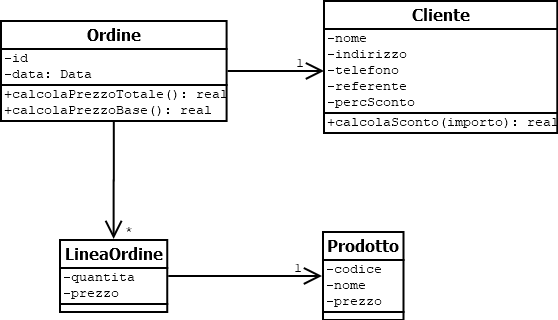 Ordine
-id
-data: Data
+calcolaPrezzoTotale(): real
+calcolaPrezzoBase(): real
1
Cliente
-nome
-indirizzo
-telefono
-referente
-percSconto
+calcolaSconto(importo): real
*
LineaOrdine
-quantita
-prezzo
1
Prodotto
-codice
-nome
-prezzo